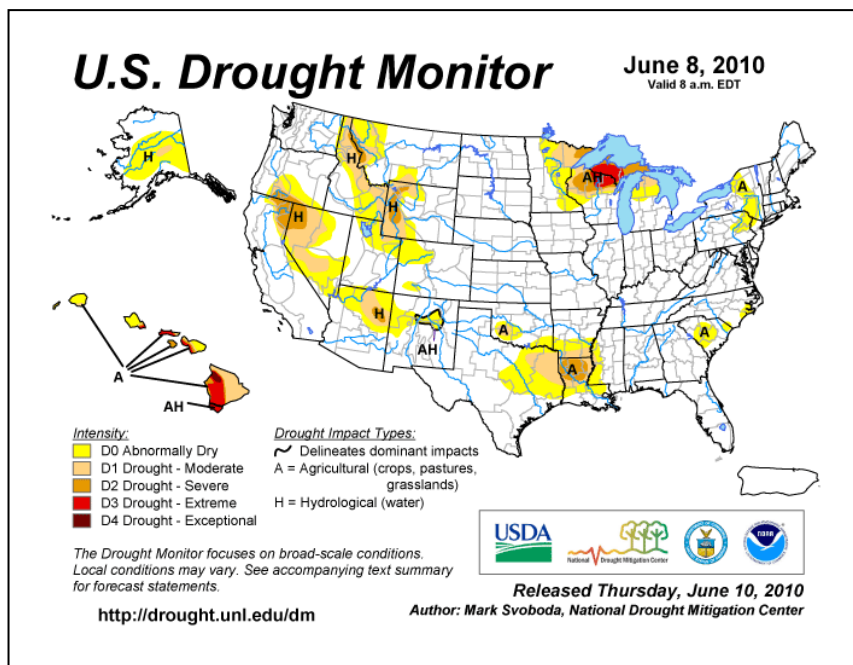 U.S. Drought Monitor
June 8, 2010
Valid 8 a.m. EDT
H
H
H
H
H
AH
AH
A
A
A
A
A
AH
Intensity:
D0 Abnormally Dry
D1 Drought - Moderate
D2 Drought - Severe
D3 Drought - Extreme
D4 Drought - Exceptional
Drought Impact Types:
Delineates dominant impacts
A = Agricultural (crops, pastures,
grasslands)
H = Hydrological (water)
The Drought Monitor focuses on broad-scale conditions.
Local conditions may vary. See accompanying text summary
for forecast statements.
http://drought.unl.edu/dm
USDA
National Drought Mitigation Center
NOAA
Released Thursday, June 10, 2010
Author: Mark Svoboda, National Drought Mitigation Center